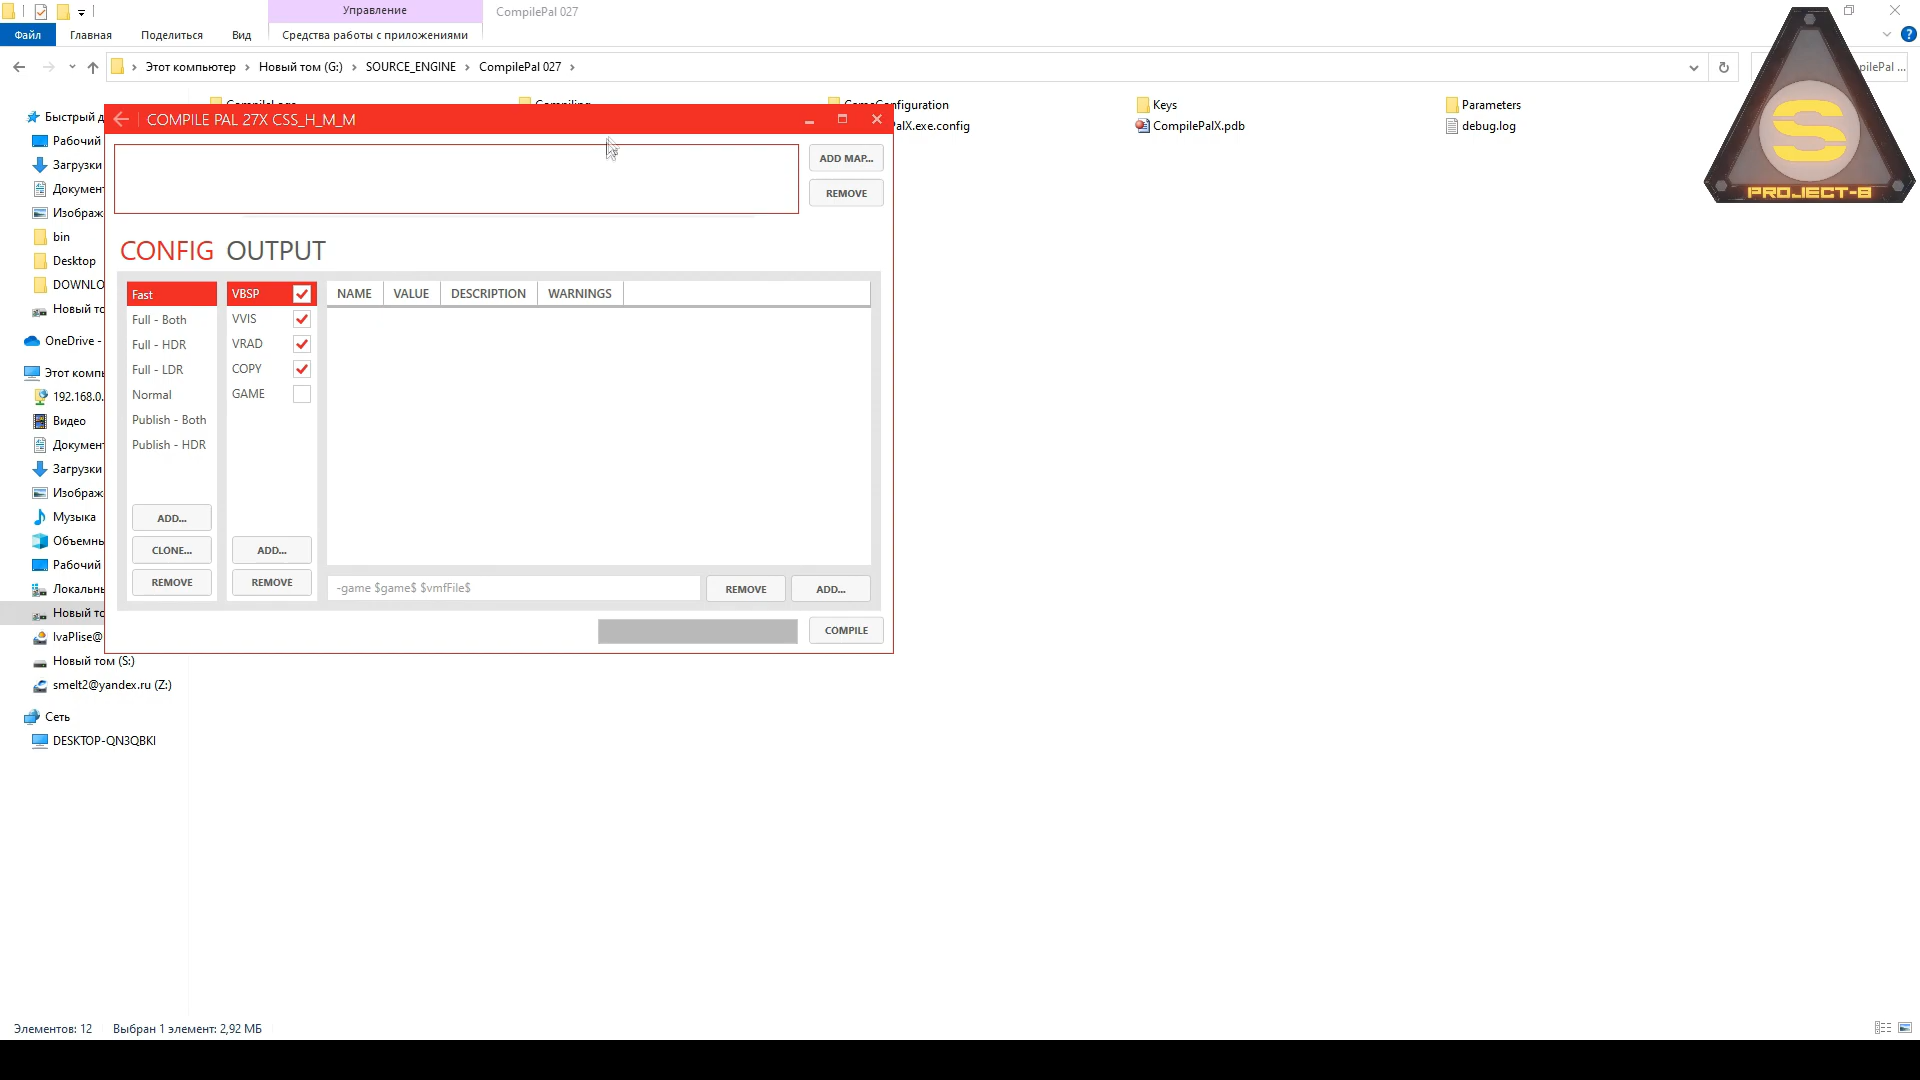 Управление
CompilePal 027
Файл
Главная
Поделиться
Вид
Средства работы с приложениями
Этот компьютер
Новый том (G:)
SOURCE_ENGINE
CompilePal 027
pilePal ...
Keys
Parameters
alX.exe.config
CompilePalX.pdb
debug.log
COMPILE PAL 27X CSS_H_M_M
ADD MAP...
REMOVE
CONFIG OUTPUT
Fast
Full - Both
Full - HDR
Full - LDR
Normal
Publish - Both
Publish - HDR
ADD...
CLONE...
REMOVE
VBSP
VVIS
VRAD
COPY
GAME
ADD...
REMOVE
NAME
VALUE
DESCRIPTION
WARNINGS
-game $game$ $vmfFile$
REMOVE
ADD...
COMPILE
Быстрый д
Рабочий
Загрузки
Докумен
Изображ
bin
Desktop
DOWNLO
Новый то
OneDrive -
Этот комп
192.168.0.
Видео
Докумен
Загрузки
Изображ
Музыка
Объемн
Рабочий
Локальн
Новый то
IvaPlise@
Новый том (S:)
smelt2@yandex.ru (Z:)
Сеть
DESKTOP-QN3QBKI
Элементов: 12
Выбран 1 элемент: 2,92 МБ
S
PROJECT-8